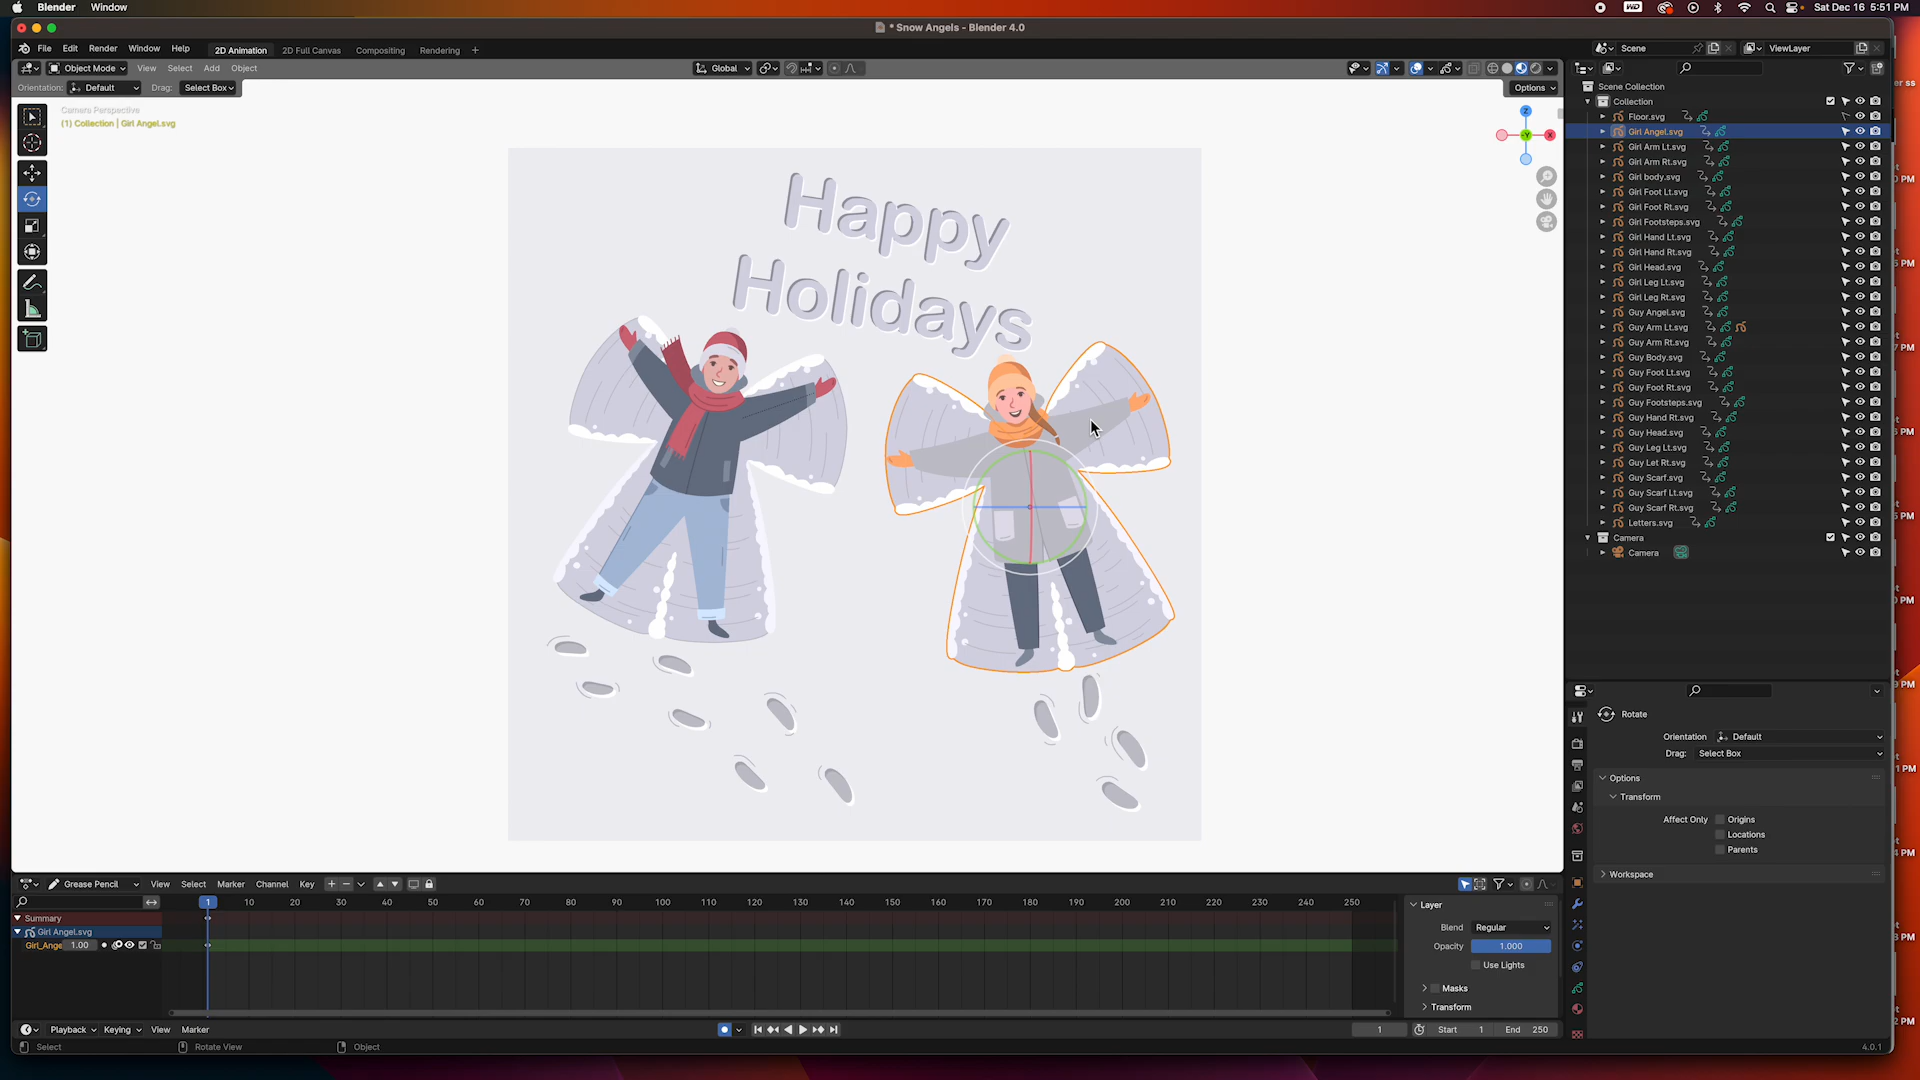 Blender Window
Sat Dec 16 5:51 PM
* Snow Angels - Blender 4.0
File Edit Render Window Help 2D Animation 2D Full Canvas Compositing Rendering +
Scene ViewLayer
Object Mode View Select Add Object Global
Orientation: Default Drag: Select Box Options
Camera Perspective
(1) Collection | Girl Angel.svg
Z
X
-Y
Happy
Holidays
Scene Collection
Collection
Floor.svg
Girl Angel.svg
Girl Arm Lt.svg
Girl Arm Rt.svg
Girl body.svg
Girl Foot Lt.svg
Girl Foot Rt.svg
Girl Footsteps.svg
Girl Hand Lt.svg
Girl Hand Rt.svg
Girl Head.svg
Girl Leg Lt.svg
Girl Leg Rt.svg
Guy Angel.svg
Guy Arm Lt.svg
Guy Arm Rt.svg
Guy Body.svg
Guy Foot Lt.svg
Guy Foot Rt.svg
Guy Footsteps.svg
Guy Hand Rt.svg
Guy Head.svg
Guy Leg Lt.svg
Guy Let Rt.svg
Guy Scarf.svg
Guy Scarf Lt.svg
Guy Scarf Rt.svg
Letters.svg
Camera
Camera
Rotate
Orientation Default
Drag: Select Box
Options
Transform
Affect Only Origins
Locations
Parents
Workspace
Grease Pencil View Select Marker Channel Key
1 10 20 30 40 50 60 70 80 90 100 110 120 130 140 150 160 170 180 190 200 210 220 230 240 250
Summary
Girl Angel.svg
Girl_Ange 1.00
Layer
Blend Regular
Opacity 1.000
Use Lights
Masks
Transform
Playback Keying View Marker
1 Start 1 End 250
Select Rotate View Object
4.0.1